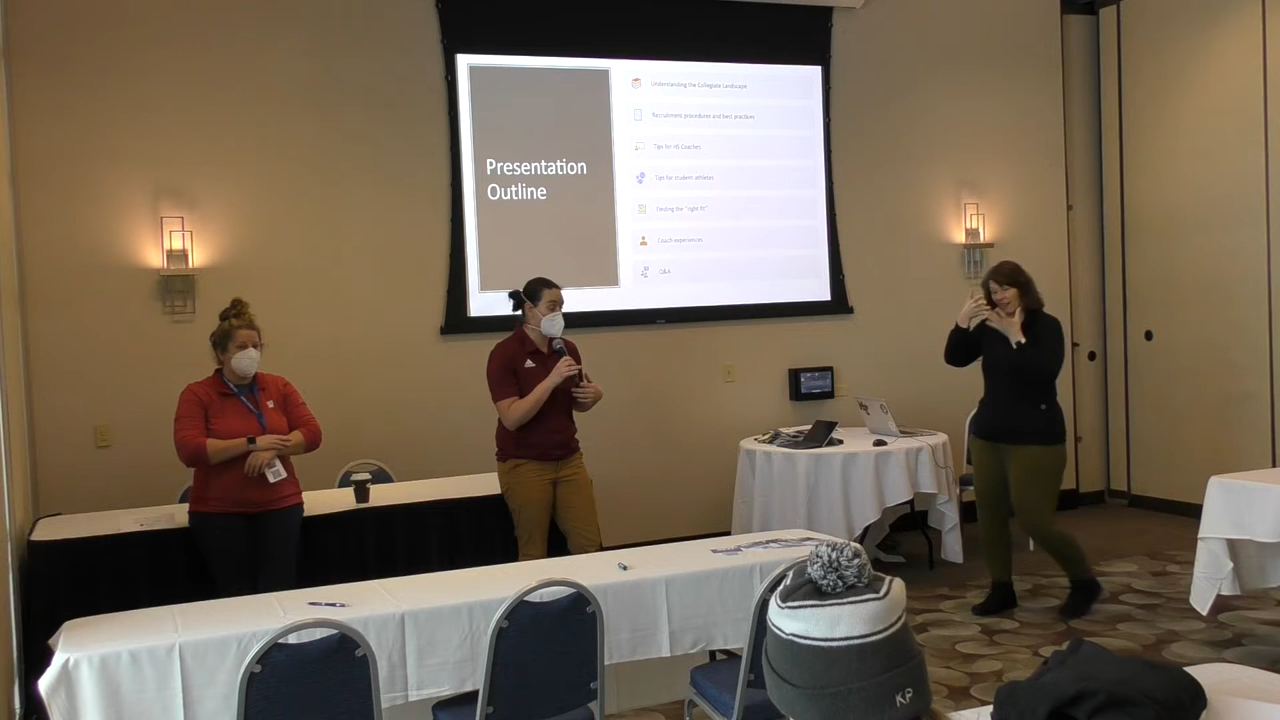 Presentation
Outline
Understanding the Collegiate Landscape
Recruitment procedures and best practices
Tips for HS Coaches
Tips for student athletes
Finding the "right fit"
Coach experiences
Q&A
KP